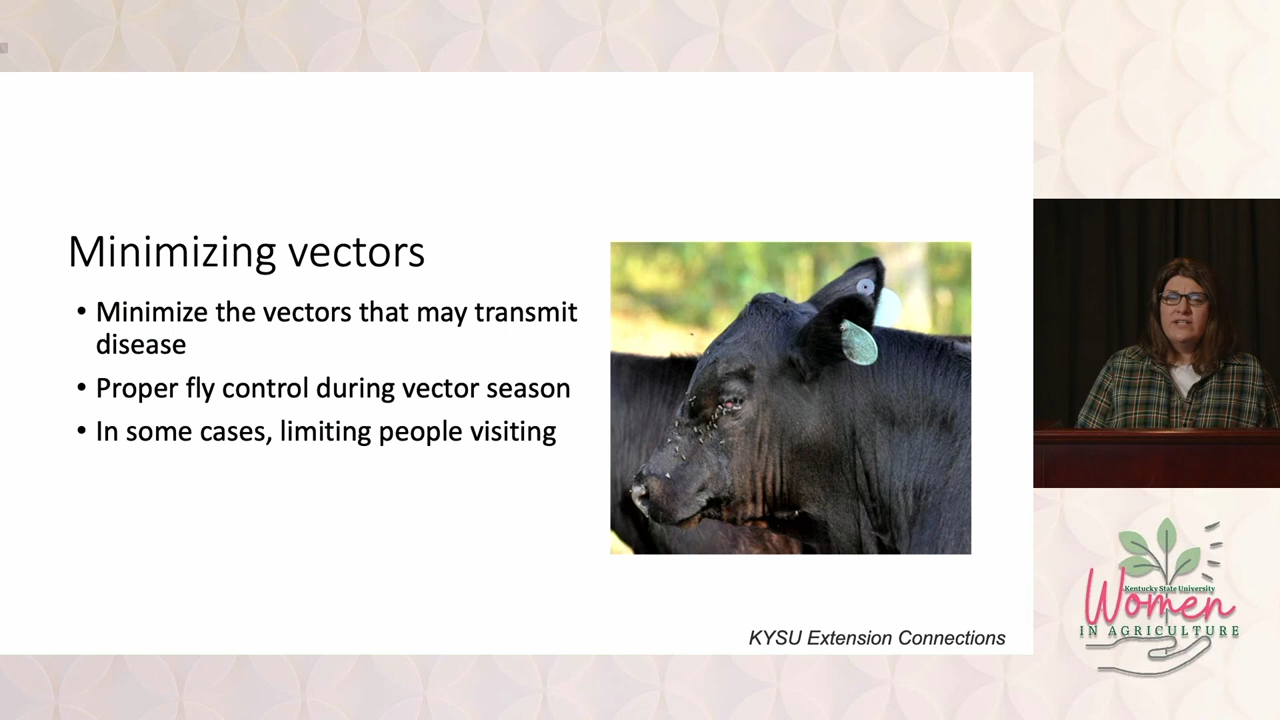 Minimizing vectors
• Minimize the vectors that may transmit
disease
• Proper fly control during vector season
• In some cases, limiting people visiting
KYSU Extension Connections
Kentucky State University
Women
IN AGRICULTURE